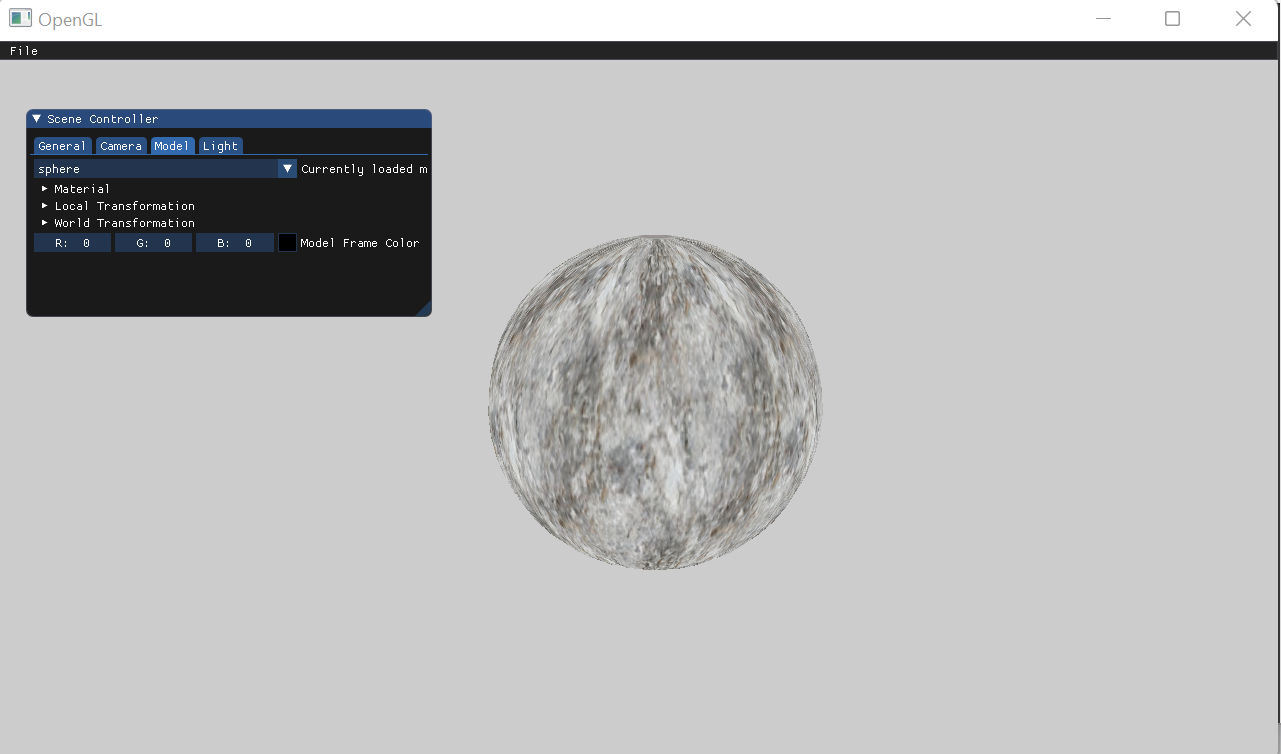 OpenGL
File
Scene Controller
General Camera Model Light
sphere Currently loaded m
Material
Local Transformation
World Transformation
R: 0 G: 0 B: 0 Model Frame Color